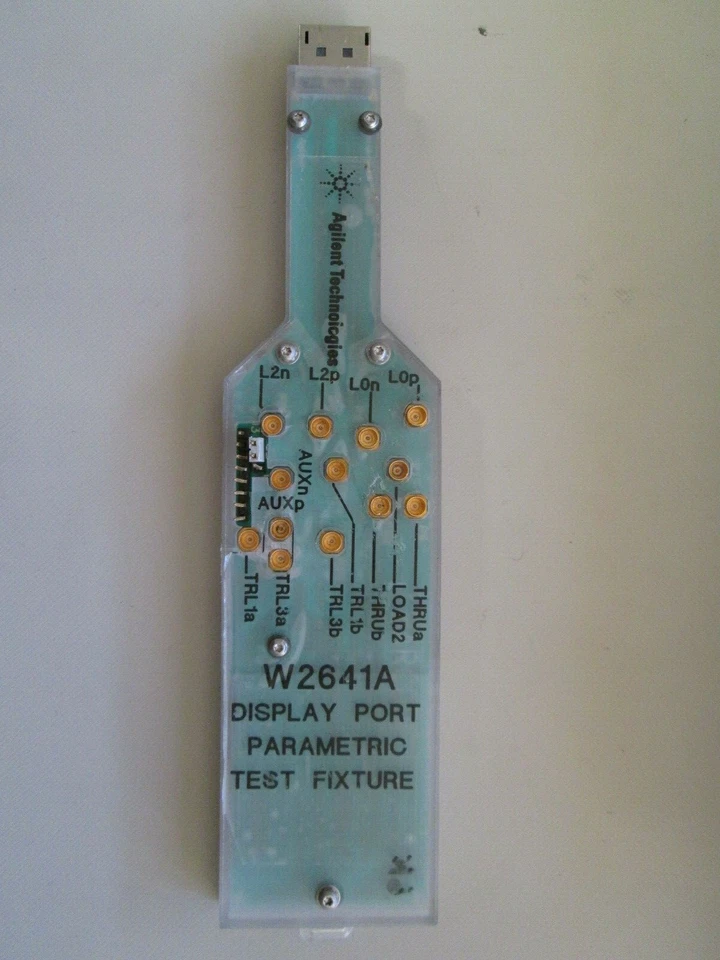 Agilent Technoicgies
L2n
L2p
L0n
L0p
AUXn
AUXp
TRL1a
TRL3a
TRL3b
TRL1b
THRUb
LOAD2
THRUa
W2641A
DISPLAY PORT
PARAMETRIC
TEST FIXTURE